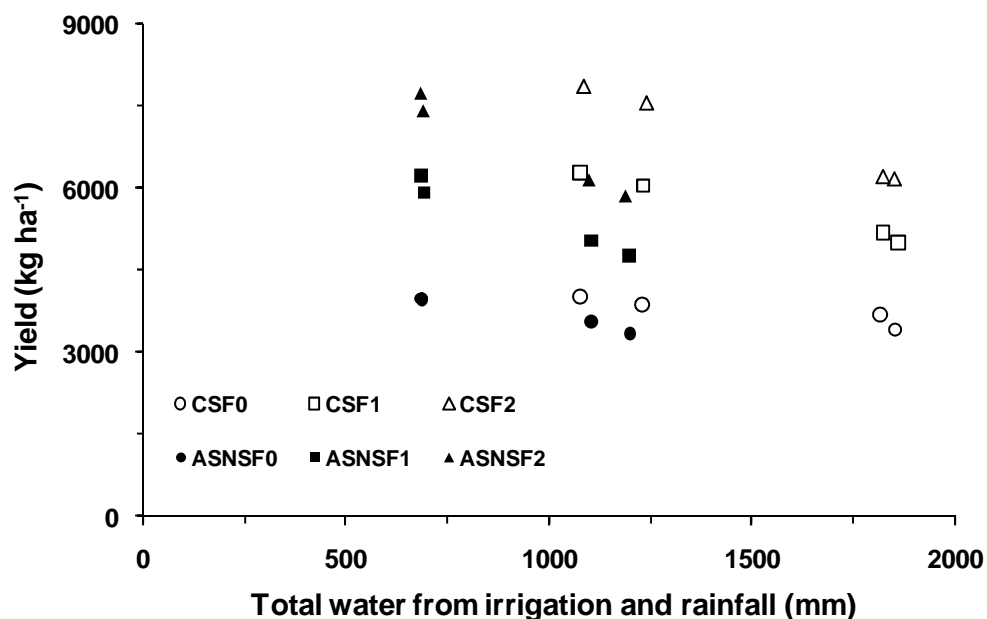 9000
6000
3000
0
Yield (kg ha⁻¹)
CSF0 CSF1 CSF2
ASNSF0 ASNSF1 ASNSF2
0 500 1000 1500 2000
Total water from irrigation and rainfall (mm)